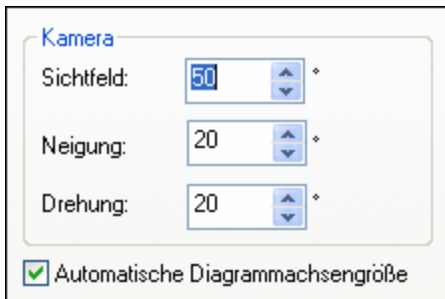 Kamera
Sichtfeld: 50 °
Neigung: 20 °
Drehung: 20 °
Automatische Diagrammachsengröße